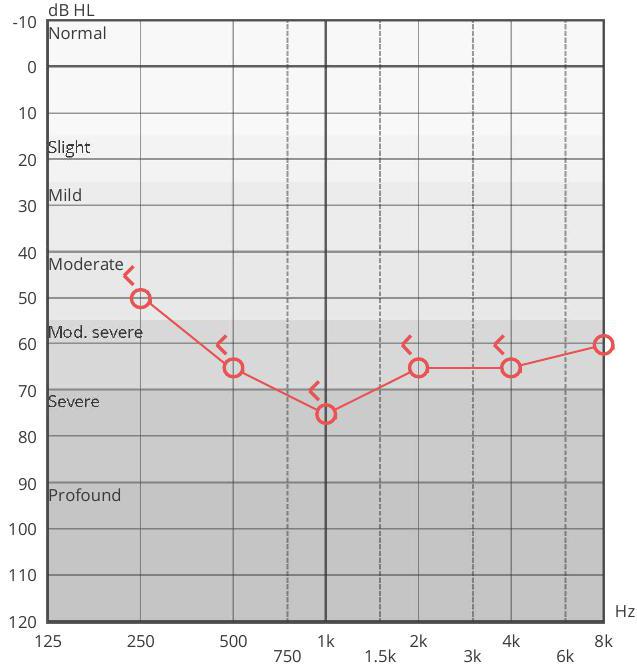 dB HL
-10
Normal
0
10
Slight
20
Mild
30
40
Moderate
50
Mod. severe
60
70
Severe
80
90
Profound
100
110
120
Hz
125 250 500 1k 2k 4k 8k
750 1.5k 3k 6k